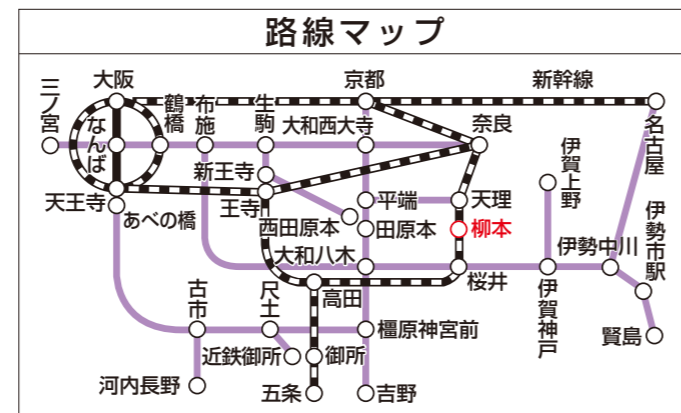 路線マップ
三ノ宮
大阪
鶴橋
布施
生駒
京都
新幹線
なんば
大和西大寺
奈良
名古屋
新王寺
伊賀上野
天王寺
王寺
平端
天理
あべの橋
西田原本
田原本
柳本
伊勢市駅
大和八木
桜井
伊勢中川
古市
尺土
高田
伊賀神戸
橿原神宮前
賢島
近鉄御所
御所
河内長野
五条
吉野